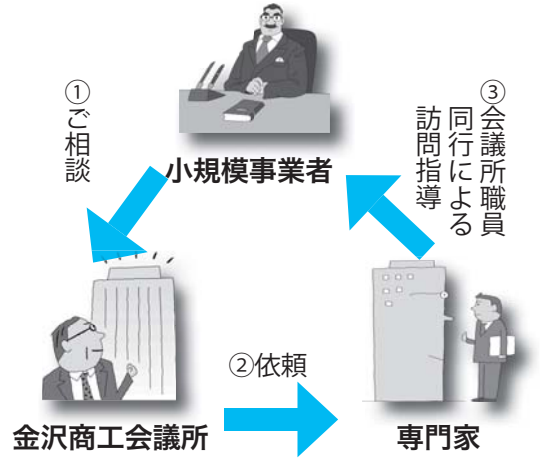 ①ご相談
③会議所職員
同行による
訪問指導
小規模事業者
②依頼
金沢商工会議所
専門家